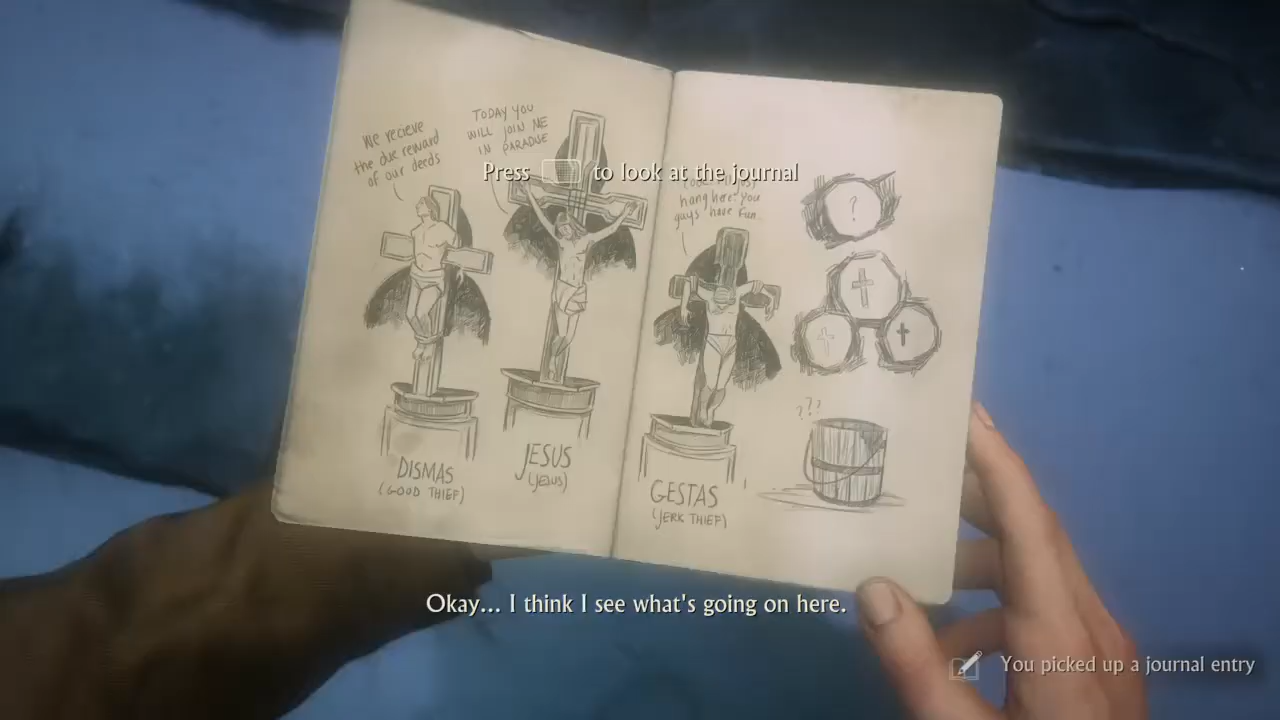 We recieve
the due reward
of our deeds
TODAY YOU
WILL JOIN ME
IN PARADISE
Press to look at the journal
hang here. You
guys have fun...
?
???
DISMAS
(GOOD THIEF)
JESUS
(JESUS)
GESTAS
(JERK THIEF)
Okay... I think I see what's going on here.
You picked up a journal entry